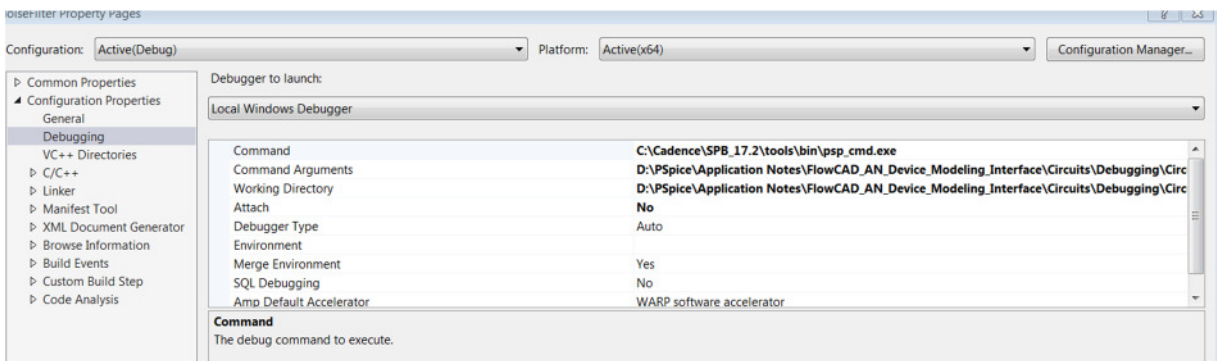 oiseFilter Property Pages
Configuration: Active(Debug) Platform: Active(x64) Configuration Manager...
Common Properties
Configuration Properties
General
Debugging
VC++ Directories
C/C++
Linker
Manifest Tool
XML Document Generator
Browse Information
Build Events
Custom Build Step
Code Analysis
Debugger to launch:
Local Windows Debugger
Command C:\Cadence\SPB_17.2\tools\bin\psp_cmd.exe
Command Arguments D:\PSpice\Application Notes\FlowCAD_AN_Device_Modeling_Interface\Circuits\Debugging\Circ
Working Directory D:\PSpice\Application Notes\FlowCAD_AN_Device_Modeling_Interface\Circuits\Debugging\Circ
Attach No
Debugger Type Auto
Environment
Merge Environment Yes
SQL Debugging No
Amp Default Accelerator WARP software accelerator
Command
The debug command to execute.